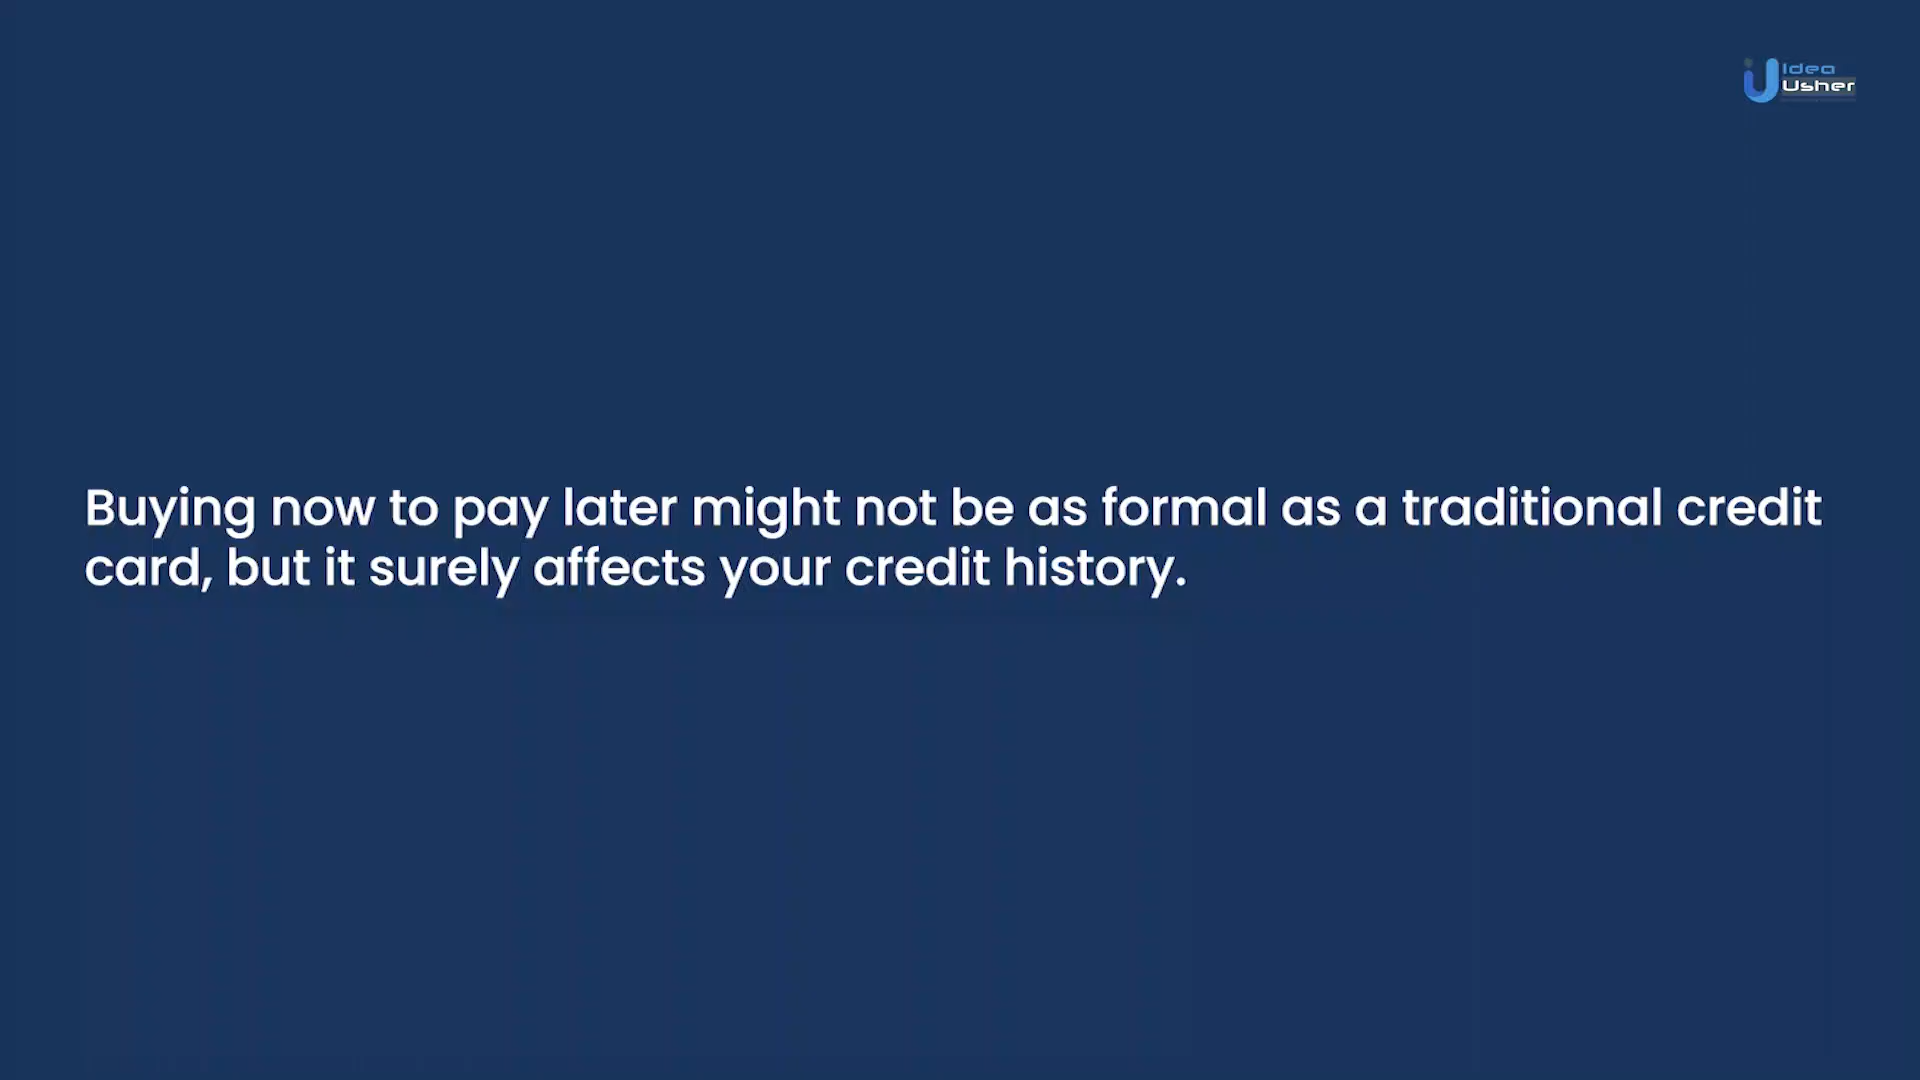 Idea
Usher
Buying now to pay later might not be as formal as a traditional credit
card, but it surely affects your credit history.